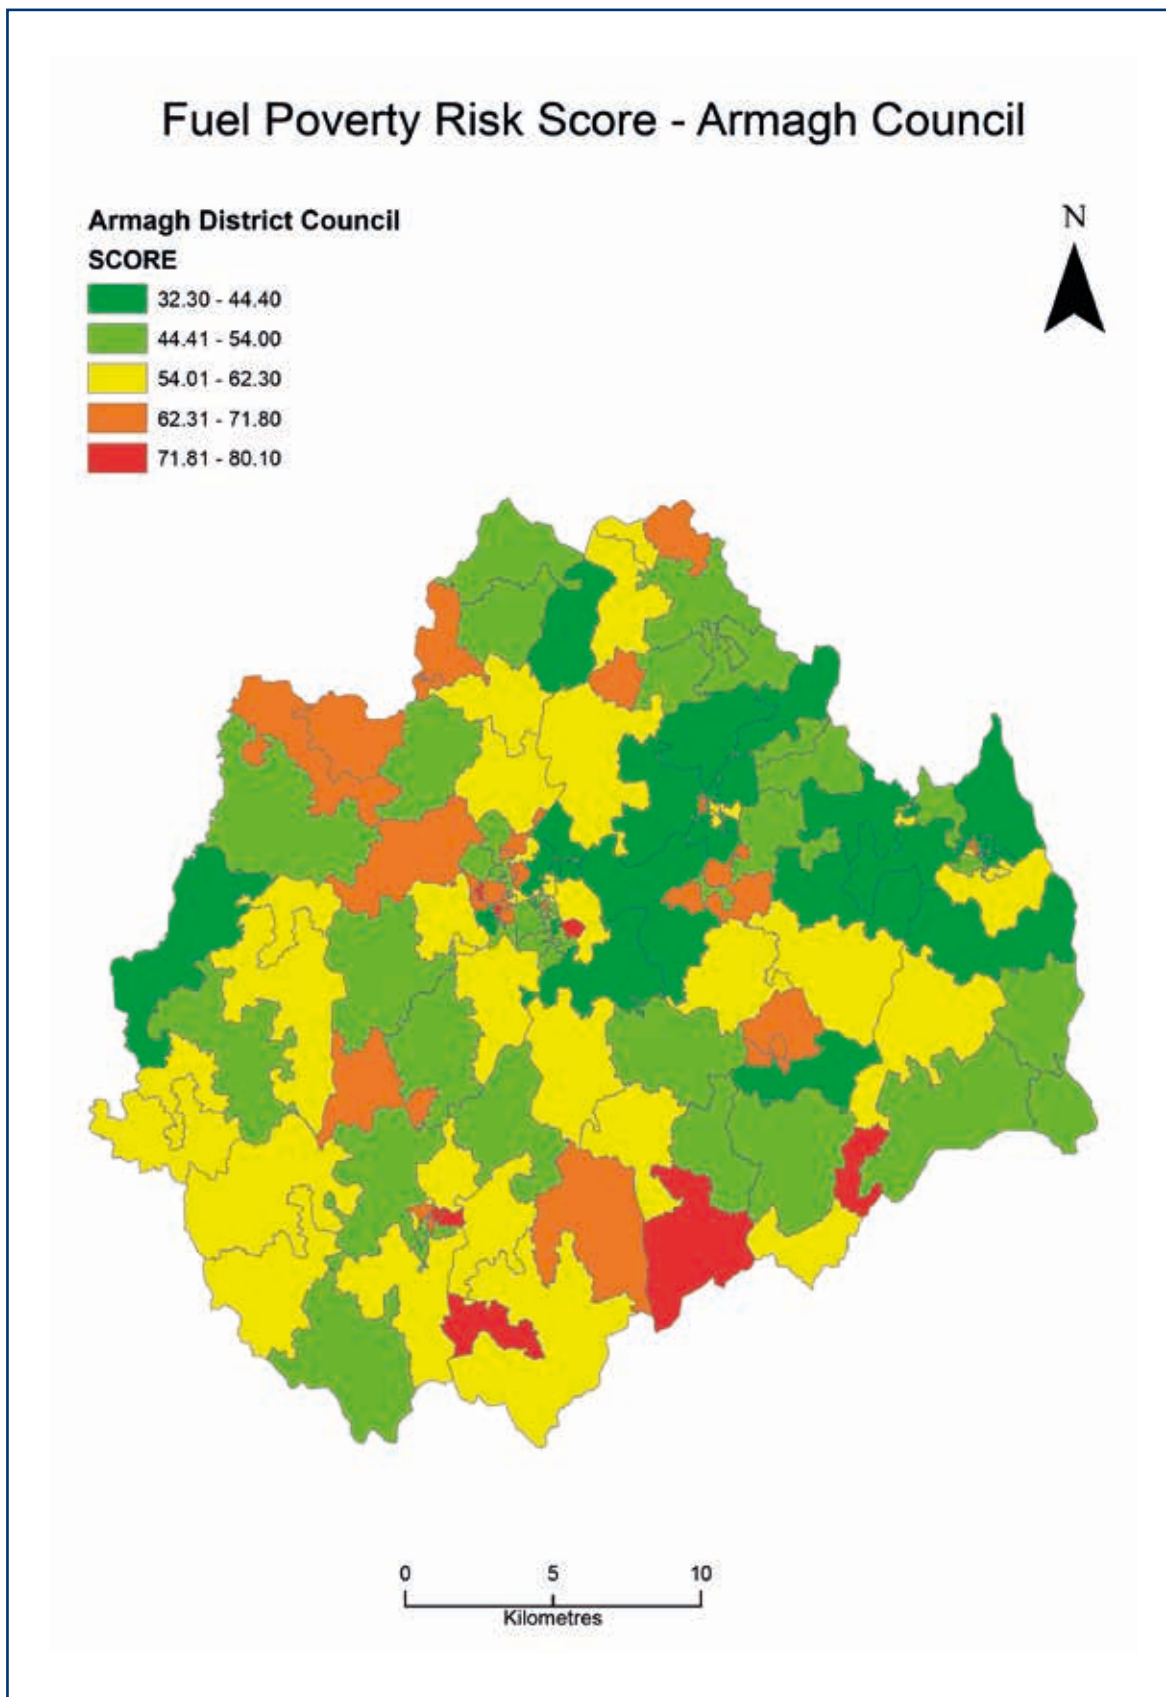 Fuel Poverty Risk Score - Armagh Council
Armagh District Council
SCORE
32.30 - 44.40
44.41 - 54.00
54.01 - 62.30
62.31 - 71.80
71.81 - 80.10
N
0 5 10
Kilometres